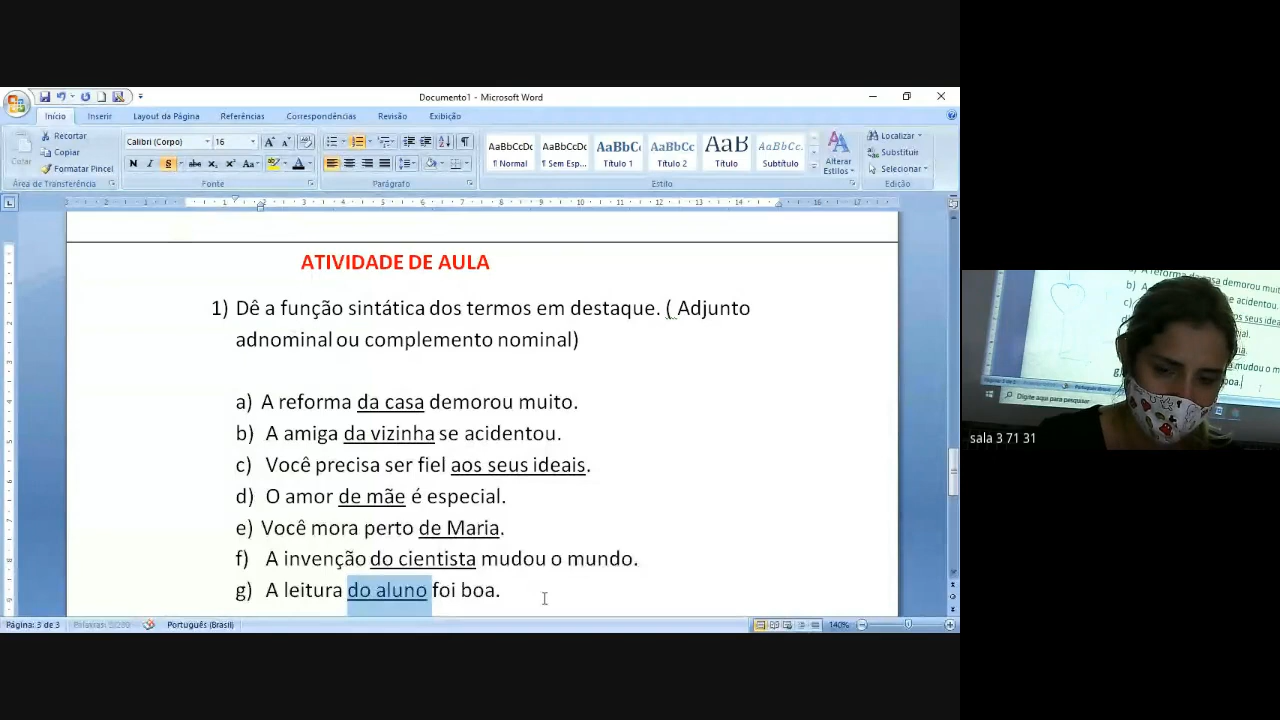 Documento1 - Microsoft Word
Início Inserir Layout da Página Referências Correspondências Revisão Exibição
Recortar
Copiar
Formatar Pincel
Colar
Área de Transferência
Calibri (Corpo) 16
Fonte
Parágrafo
AaBbCcDc AaBbCcDc AaBbC AaBbCc AaB AaBbCc.
¶ Normal ¶ Sem Esp... Título 1 Título 2 Título Subtítulo
Estilo
Alterar
Estilos
Localizar
Substituir
Selecionar
Edição
ATIVIDADE DE AULA
1) Dê a função sintática dos termos em destaque. ( Adjunto
adnominal ou complemento nominal)
a) A reforma da casa demorou muito.
b) A amiga da vizinha se acidentou.
c) Você precisa ser fiel aos seus ideais.
d) O amor de mãe é especial.
e) Você mora perto de Maria.
f) A invenção do cientista mudou o mundo.
g) A leitura do aluno foi boa.
Página: 3 de 3 Português (Brasil) 140%
sala 3 71 31
Digite aqui para pesquisar